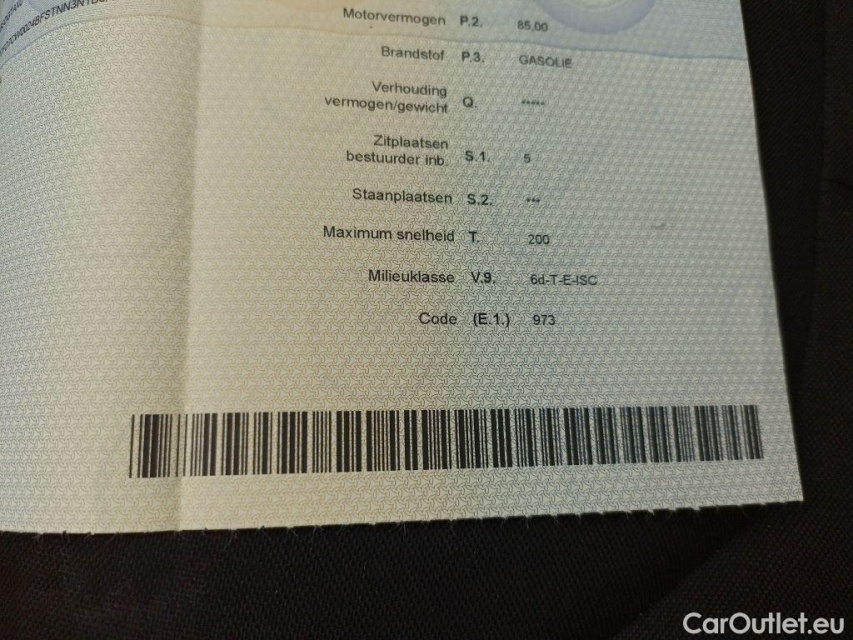 Motorvermogen P.2. 85,00
Brandstof P.3. GASOLIE
Verhouding
vermogen/gewicht Q. *****
Zitplaatsen
bestuurder inb. S.1. 5
Staanplaatsen S.2. ***
Maximum snelheid T. 200
Milieuklasse V.9. 6d-T-E-ISC
Code (E.1.) 973
CarOutlet.eu